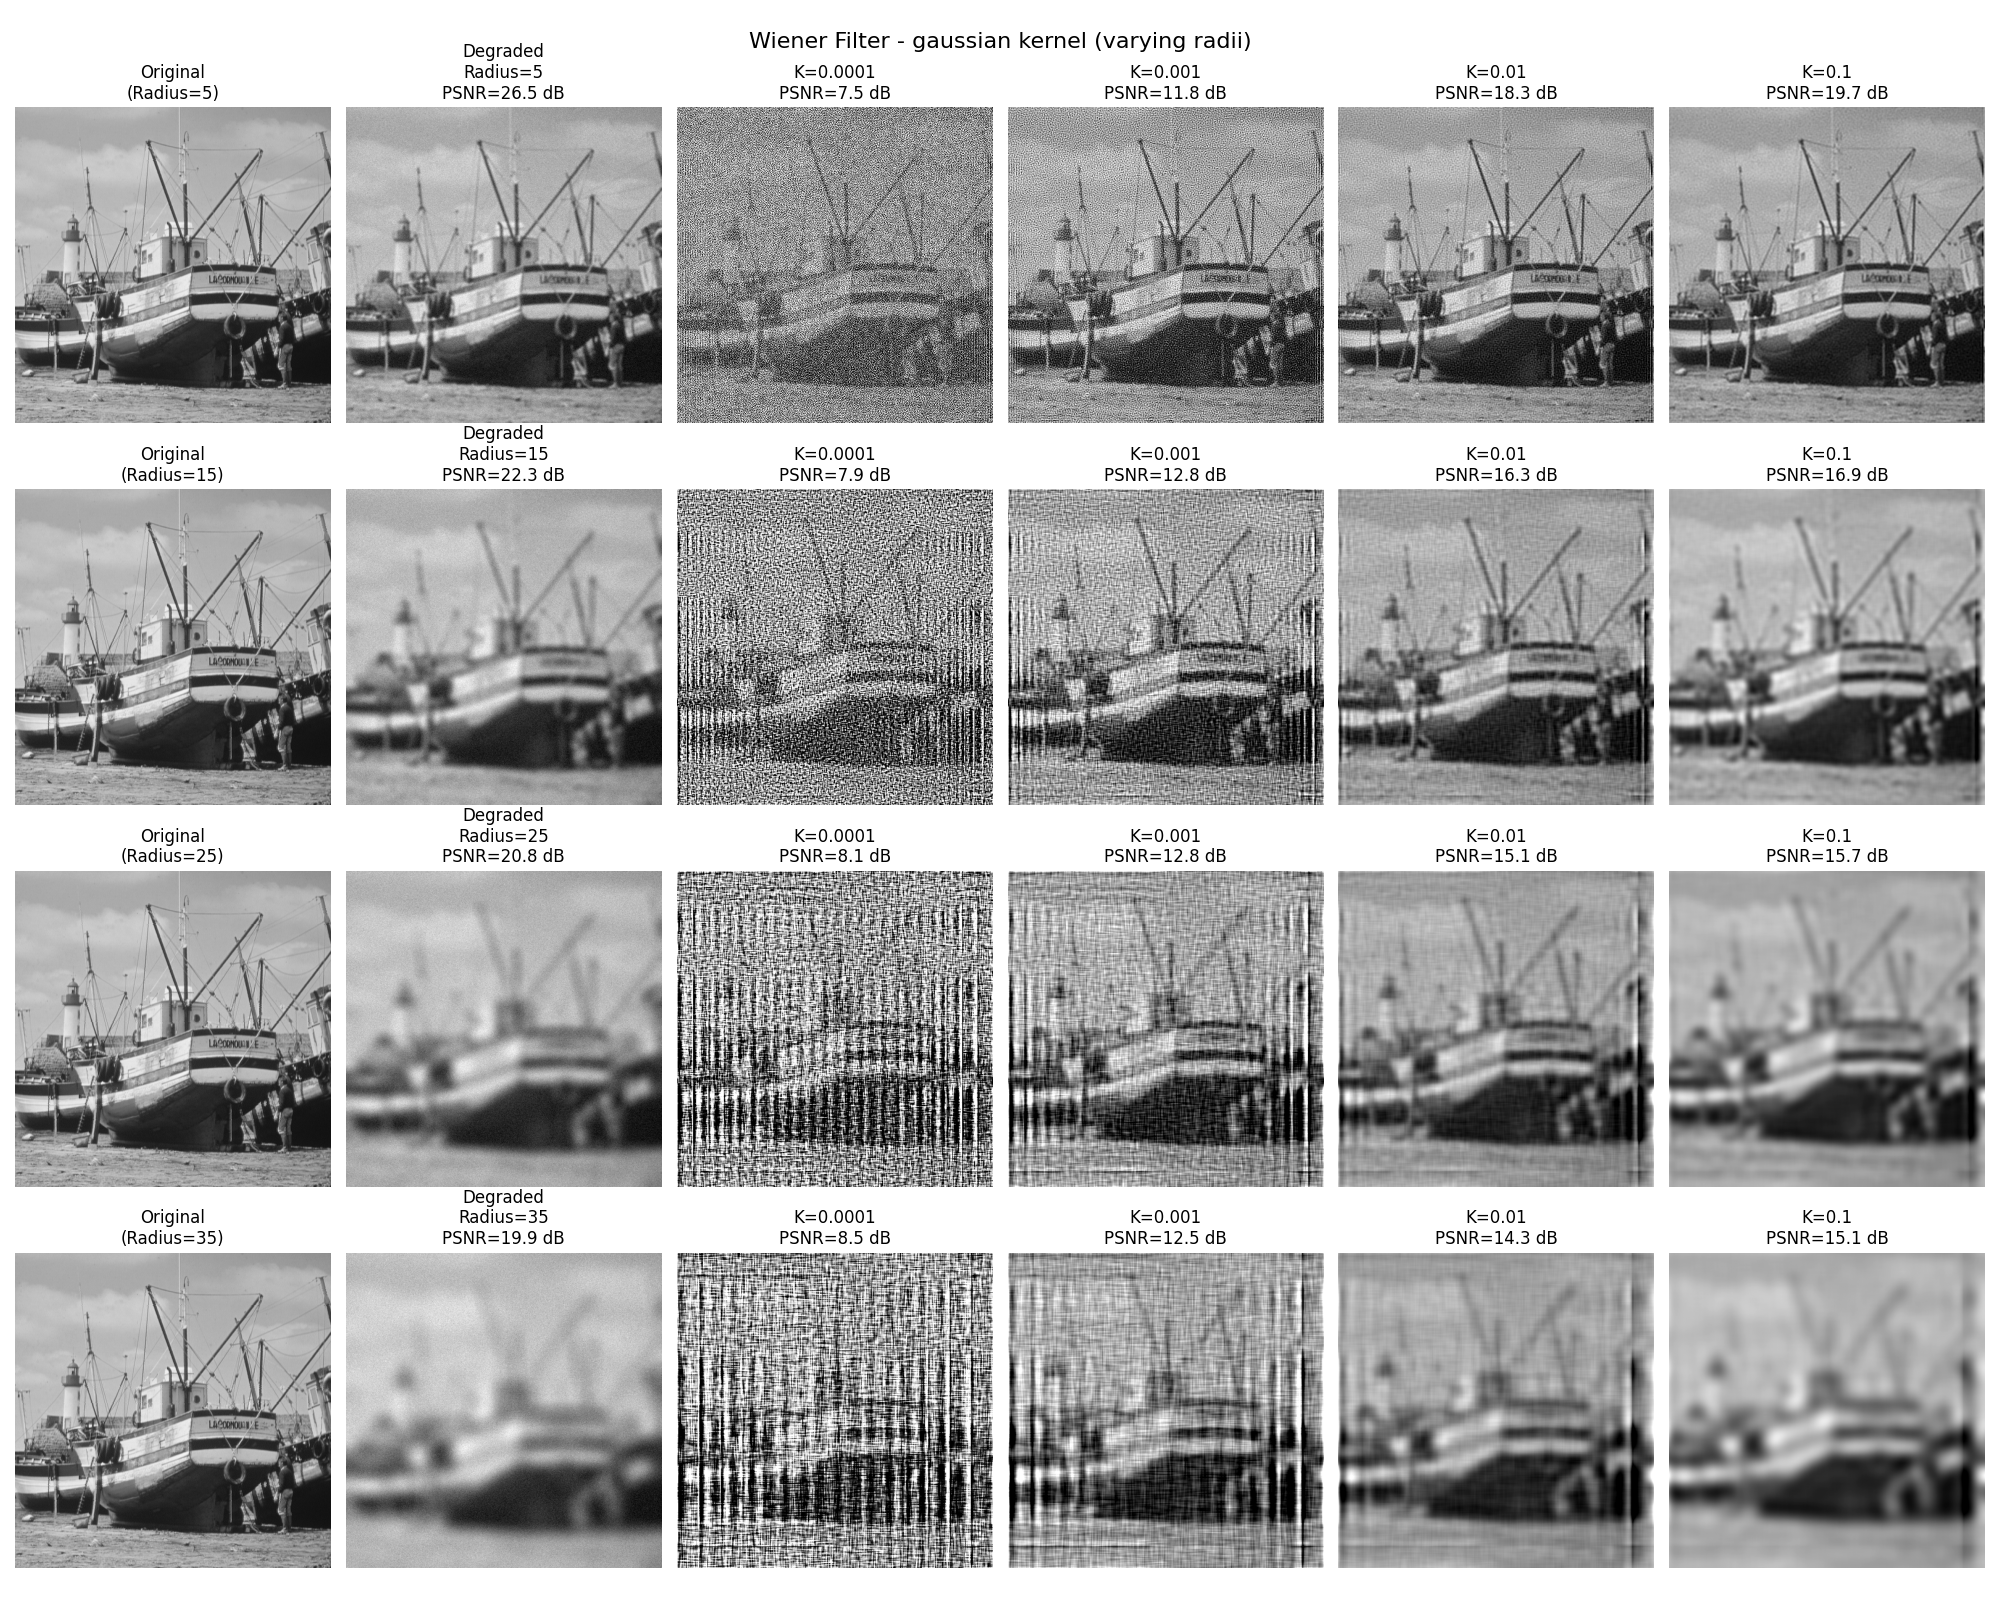 Wiener Filter - gaussian kernel (varying radii)
Original
(Radius=5)
Degraded
Radius=5
PSNR=26.5 dB
K=0.0001
PSNR=7.5 dB
K=0.001
PSNR=11.8 dB
K=0.01
PSNR=18.3 dB
K=0.1
PSNR=19.7 dB
Original
(Radius=15)
Degraded
Radius=15
PSNR=22.3 dB
K=0.0001
PSNR=7.9 dB
K=0.001
PSNR=12.8 dB
K=0.01
PSNR=16.3 dB
K=0.1
PSNR=16.9 dB
Original
(Radius=25)
Degraded
Radius=25
PSNR=20.8 dB
K=0.0001
PSNR=8.1 dB
K=0.001
PSNR=12.8 dB
K=0.01
PSNR=15.1 dB
K=0.1
PSNR=15.7 dB
Original
(Radius=35)
Degraded
Radius=35
PSNR=19.9 dB
K=0.0001
PSNR=8.5 dB
K=0.001
PSNR=12.5 dB
K=0.01
PSNR=14.3 dB
K=0.1
PSNR=15.1 dB